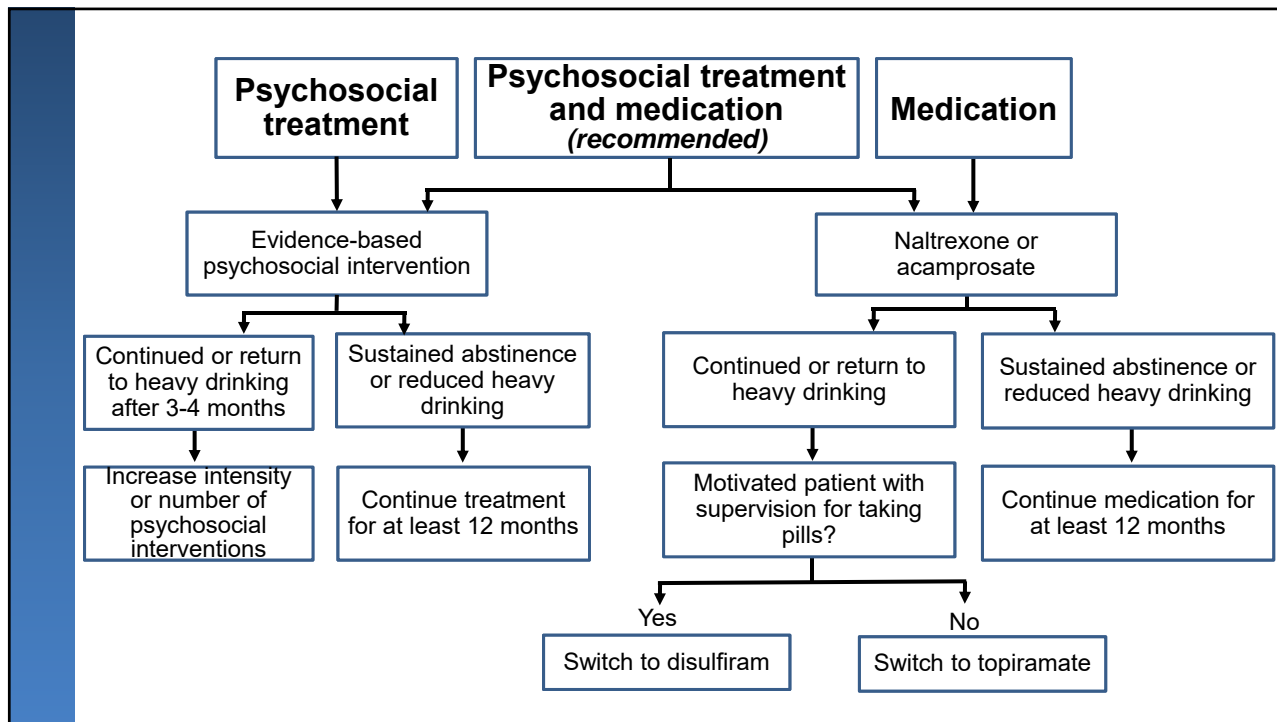 Psychosocial
treatment
Psychosocial treatment
and medication
(recommended)
Medication
Evidence-based
psychosocial intervention
Naltrexone or
acamprosate
Continued or return
to heavy drinking
after 3-4 months
Sustained abstinence
or reduced heavy
drinking
Continued or return to
heavy drinking
Sustained abstinence or
reduced heavy drinking
Increase intensity
or number of
psychosocial
interventions
Continue treatment
for at least 12 months
Motivated patient with
supervision for taking
pills?
Continue medication for
at least 12 months
Yes
No
Switch to disulfiram
Switch to topiramate